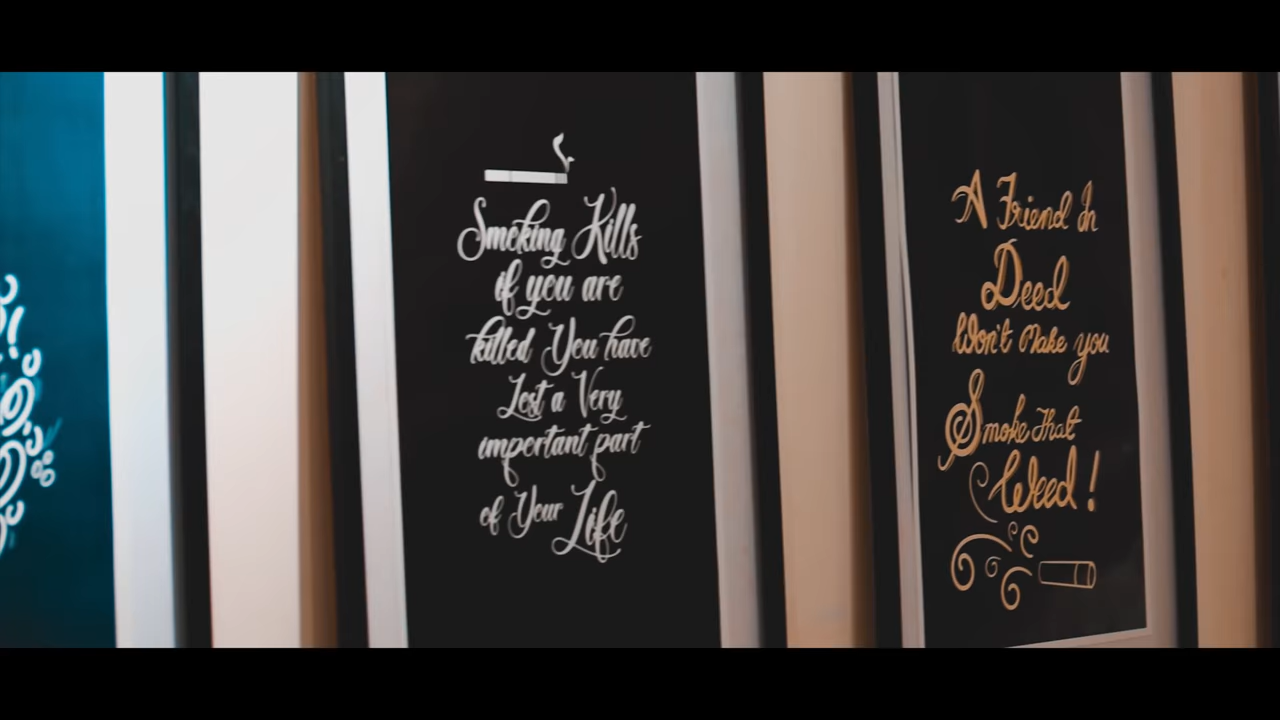 Smoking Kills
if you are
killed You have
Lost a Very
important part
of Your Life
A Friend In
Deed
Won't Make you
Smoke that
Weed!